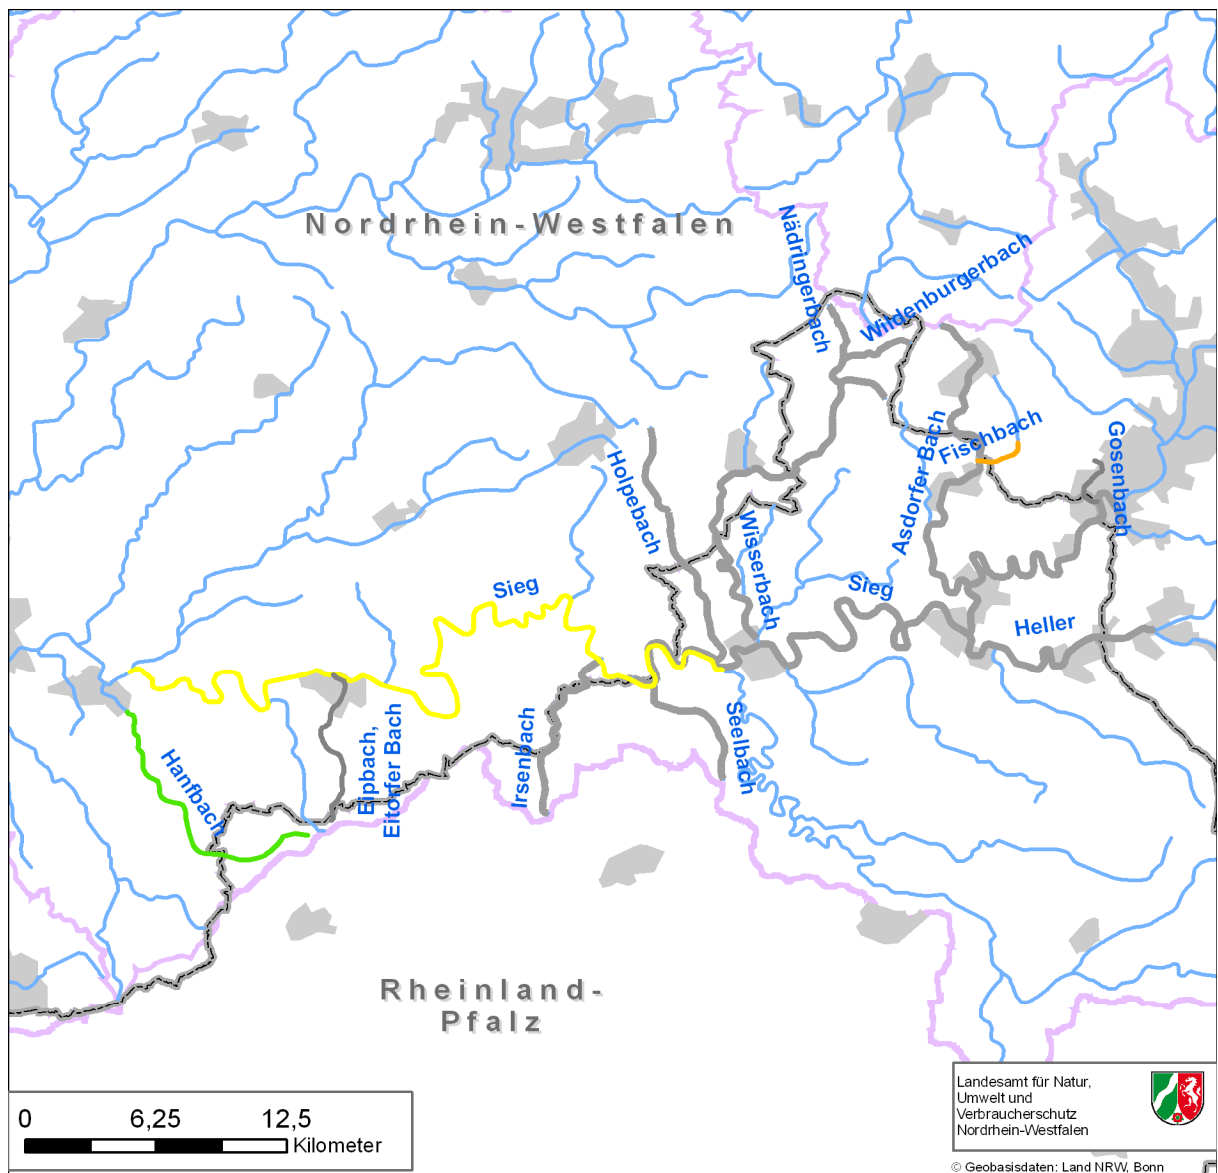 Nordrhein-Westfalen
Nädringerbach
Wildenburgerbach
Fischbach
Asdorfer Bach
Gosenbach
Holpebach
Wisserbach
Sieg
Sieg
Heller
Hanfbach
Eipbach,
Eitorfer Bach
Irsenbach
Seelbach
Rheinland-
Pfalz
0 6,25 12,5
Kilometer
Landesamt für Natur,
Umwelt und
Verbraucherschutz
Nordrhein-Westfalen
© Geobasisdaten: Land NRW, Bonn